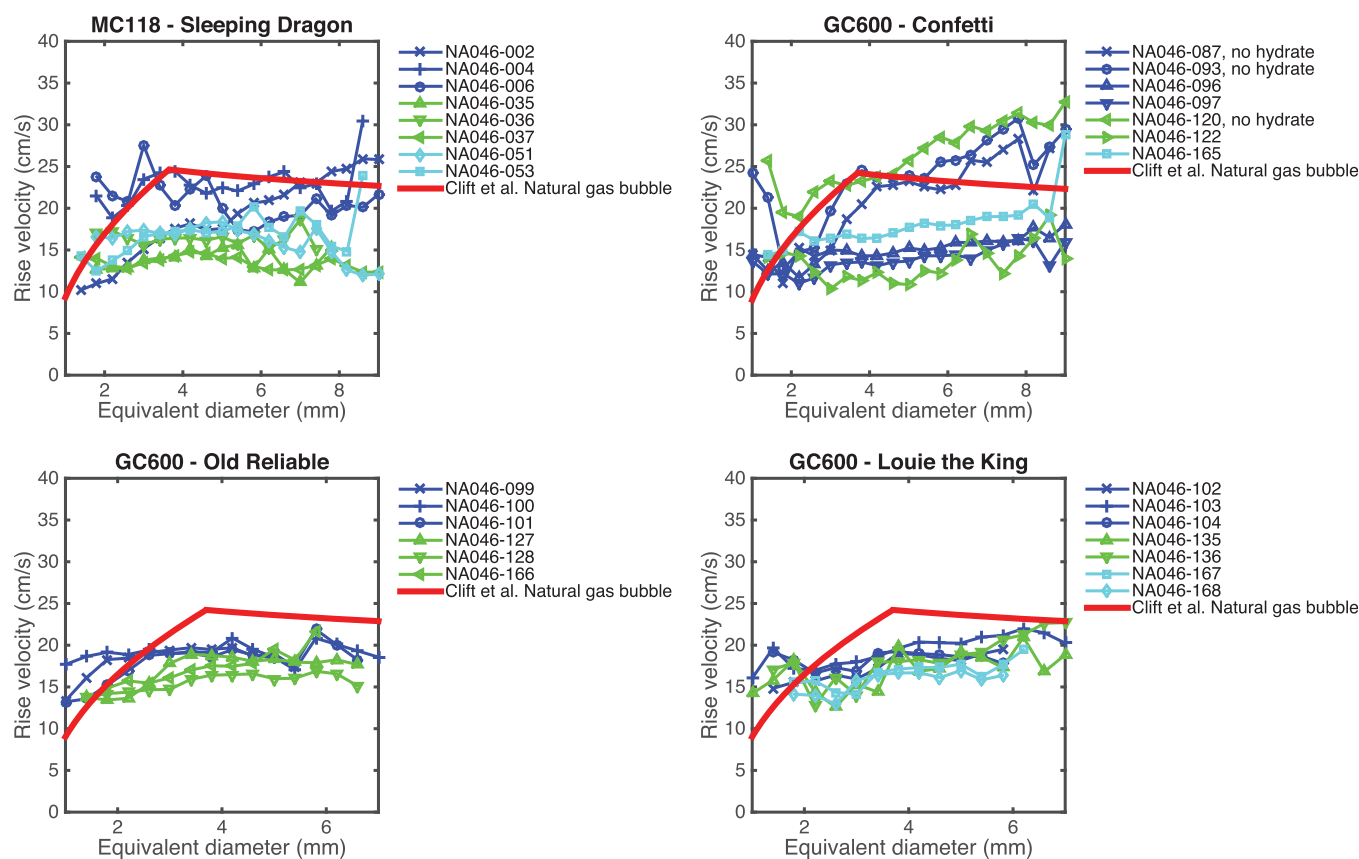 MC118 - Sleeping Dragon
40
35
30
25
20
15
10
5
0
Rise velocity (cm/s)
2
4
6
8
Equivalent diameter (mm)
NA046-002
NA046-004
NA046-006
NA046-035
NA046-036
NA046-037
NA046-051
NA046-053
Clift et al. Natural gas bubble
GC600 - Confetti
40
35
30
25
20
15
10
5
0
Rise velocity (cm/s)
2
4
6
8
Equivalent diameter (mm)
NA046-087, no hydrate
NA046-093, no hydrate
NA046-096
NA046-097
NA046-120, no hydrate
NA046-122
NA046-165
Clift et al. Natural gas bubble
GC600 - Old Reliable
40
35
30
25
20
15
10
5
0
Rise velocity (cm/s)
2
4
6
Equivalent diameter (mm)
NA046-099
NA046-100
NA046-101
NA046-127
NA046-128
NA046-166
Clift et al. Natural gas bubble
GC600 - Louie the King
40
35
30
25
20
15
10
5
0
Rise velocity (cm/s)
2
4
6
Equivalent diameter (mm)
NA046-102
NA046-103
NA046-104
NA046-135
NA046-136
NA046-167
NA046-168
Clift et al. Natural gas bubble